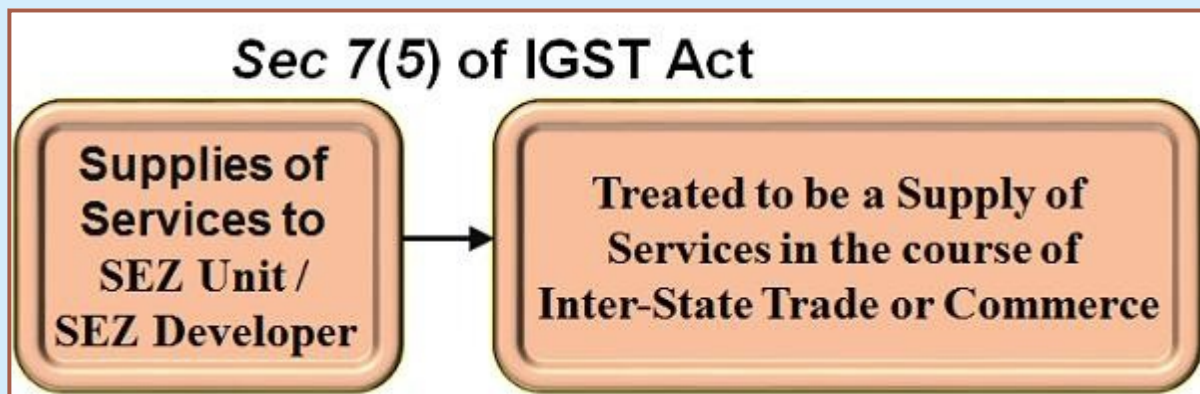 Sec 7(5) of IGST Act
Supplies of
Services to
SEZ Unit /
SEZ Developer
Treated to be a Supply of
Services in the course of
Inter-State Trade or Commerce